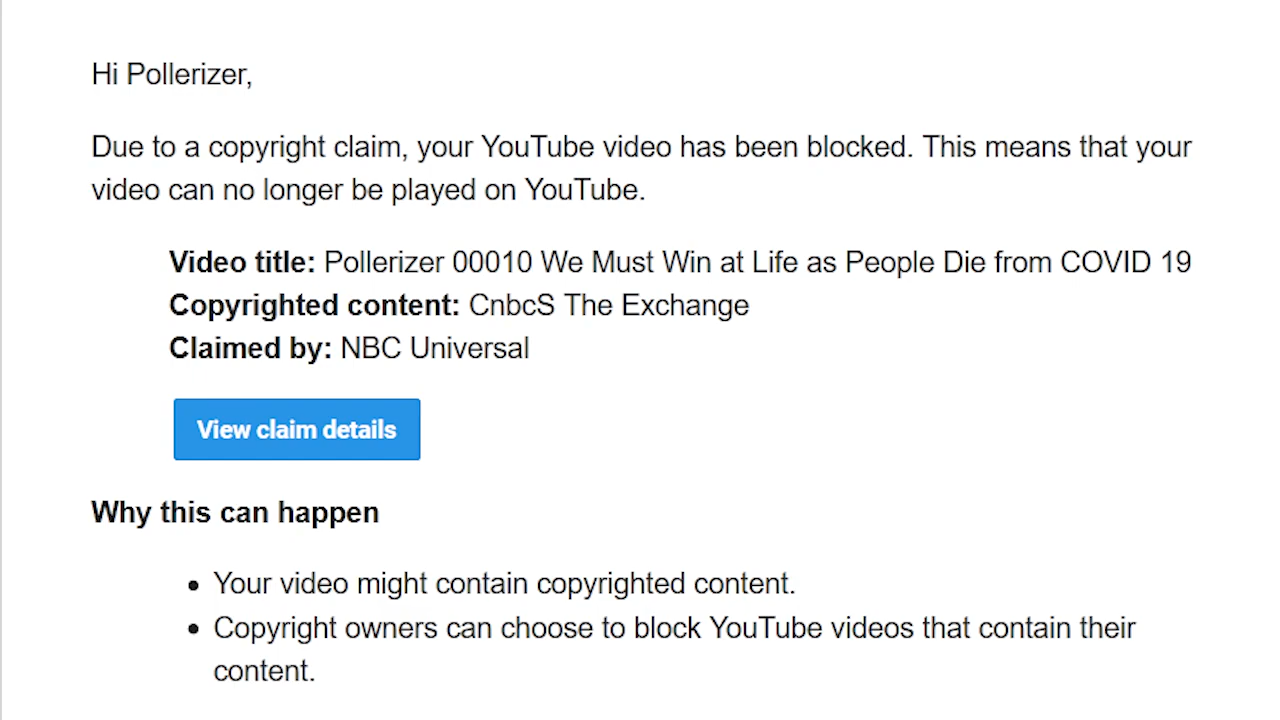 Hi Pollerizer,
Due to a copyright claim, your YouTube video has been blocked. This means that your
video can no longer be played on YouTube.
Video title: Pollerizer 00010 We Must Win at Life as People Die from COVID 19
Copyrighted content: CnbcS The Exchange
Claimed by: NBC Universal
View claim details
Why this can happen
• Your video might contain copyrighted content.
• Copyright owners can choose to block YouTube videos that contain their
content.